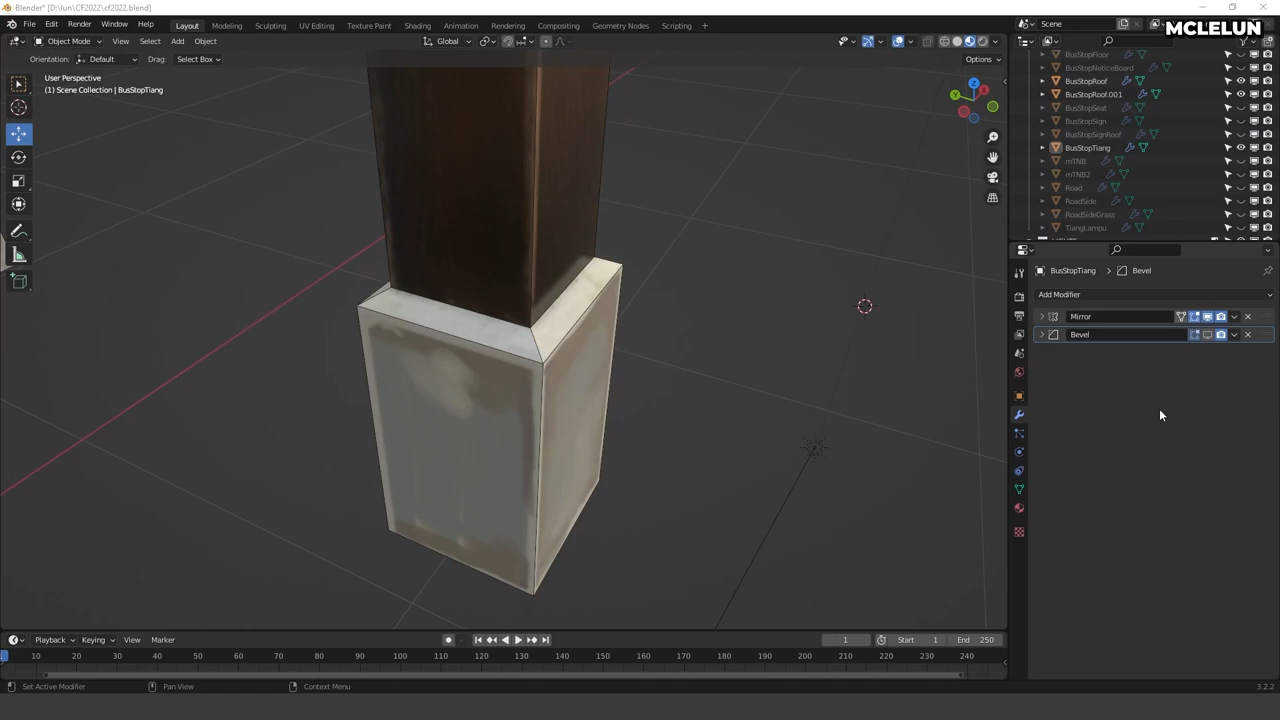 Blender* [D:\lun\CF2022\cf2022.blend]
File Edit Render Window Help Layout Modeling Sculpting UV Editing Texture Paint Shading Animation Rendering Compositing Geometry Nodes Scripting + Scene
MCLELUN
Object Mode View Select Add Object Global
Orientation: Default Drag: Select Box Options
User Perspective
(1) Scene Collection | BusStopTiang
Z
Y
X
BusStopFloor
BusStopNoticeBoard
BusStopRoof
BusStopRoof.001
BusStopSeat
BusStopSign
BusStopSignRoof
BusStopTiang
mTNB
mTNB2
Road
RoadSide
RoadSideGrass
TiangLampu
BusStopTiang > Bevel
Add Modifier
Mirror
Bevel
Playback Keying View Marker 1 Start 1 End 250
10 20 30 40 50 60 70 80 90 100 110 120 130 140 150 160 170 180 190 200 210 220 230 240
Set Active Modifier Pan View Context Menu 3.2.2